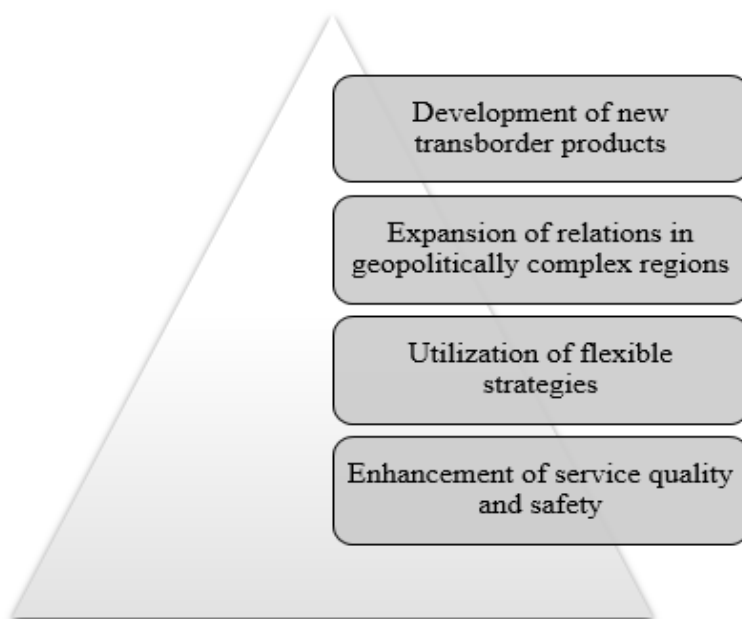 Development of new
transborder products
Expansion of relations in
geopolitically complex regions
Utilization of flexible
strategies
Enhancement of service quality
and safety